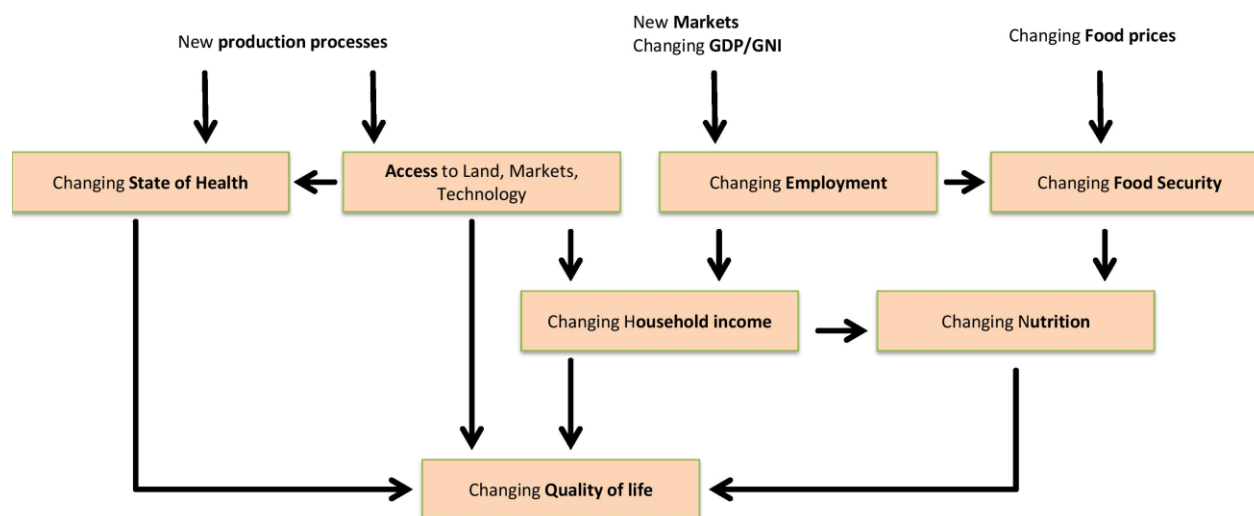 New production processes
New Markets
Changing GDP/GNI
Changing Food prices
Changing State of Health
Access to Land, Markets,
Technology
Changing Employment
Changing Food Security
Changing Household income
Changing Nutrition
Changing Quality of life